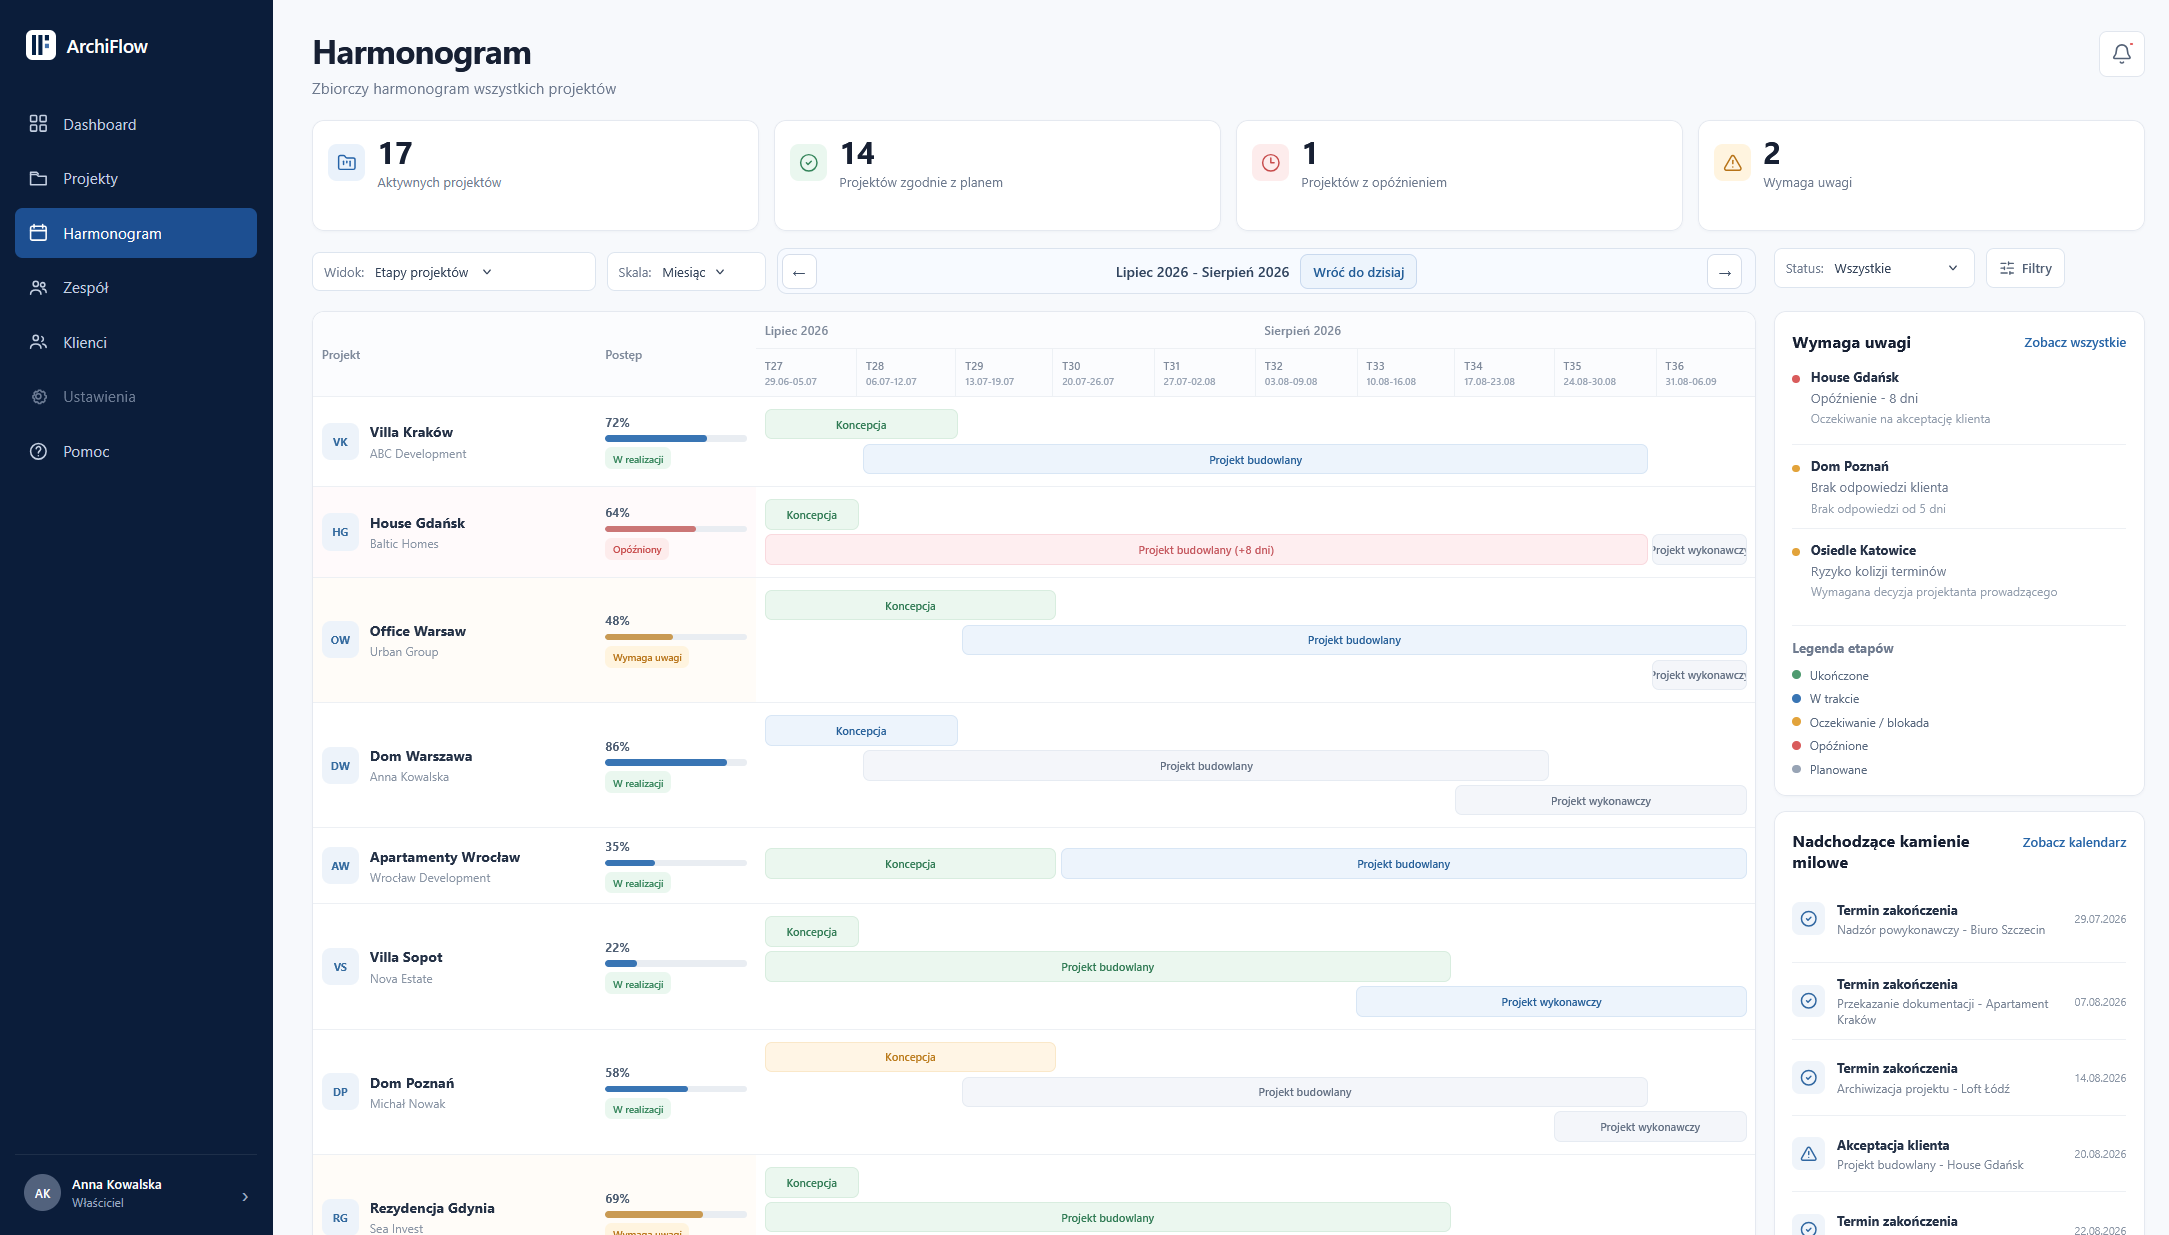 ArchiFlow
Dashboard
Projekty
Harmonogram
Zespół
Klienci
Ustawienia
Pomoc
AK
Anna Kowalska
Właściciel
Harmonogram
Zbiorczy harmonogram wszystkich projektów
17
Aktywnych projektów
14
Projektów zgodnie z planem
1
Projektów z opóźnieniem
2
Wymaga uwagi
Widok: Etapy projektów
Skala: Miesiąc
←
Lipiec 2026 - Sierpień 2026
Wróć do dzisiaj
→
Status: Wszystkie
Filtry
Projekt
Postęp
Lipiec 2026
Sierpień 2026
T27
29.06-05.07
T28
06.07-12.07
T29
13.07-19.07
T30
20.07-26.07
T31
27.07-02.08
T32
03.08-09.08
T33
10.08-16.08
T34
17.08-23.08
T35
24.08-30.08
T36
31.08-06.09
VK
Villa Kraków
ABC Development
72%
W realizacji
Koncepcja
Projekt budowlany
HG
House Gdańsk
Baltic Homes
64%
Opóźniony
Koncepcja
Projekt budowlany (+8 dni)
Projekt wykonawczy
OW
Office Warsaw
Urban Group
48%
Wymaga uwagi
Koncepcja
Projekt budowlany
Projekt wykonawczy
DW
Dom Warszawa
Anna Kowalska
86%
W realizacji
Koncepcja
Projekt budowlany
Projekt wykonawczy
AW
Apartamenty Wrocław
Wrocław Development
35%
W realizacji
Koncepcja
Projekt budowlany
VS
Villa Sopot
Nova Estate
22%
W realizacji
Koncepcja
Projekt budowlany
Projekt wykonawczy
DP
Dom Poznań
Michał Nowak
58%
W realizacji
Koncepcja
Projekt budowlany
Projekt wykonawczy
RG
Rezydencja Gdynia
Sea Invest
69%
Wymaga uwagi
Koncepcja
Projekt budowlany
Wymaga uwagi
Zobacz wszystkie
House Gdańsk
Opóźnienie - 8 dni
Oczekiwanie na akceptację klienta
Dom Poznań
Brak odpowiedzi klienta
Brak odpowiedzi od 5 dni
Osiedle Katowice
Ryzyko kolizji terminów
Wymagana decyzja projektanta prowadzącego
Legenda etapów
Ukończone
W trakcie
Oczekiwanie / blokada
Opóźnione
Planowane
Nadchodzące kamienie
milowe
Zobacz kalendarz
Termin zakończenia
Nadzór powykonawczy - Biuro Szczecin
29.07.2026
Termin zakończenia
Przekazanie dokumentacji - Apartament
Kraków
07.08.2026
Termin zakończenia
Archiwizacja projektu - Loft Łódź
14.08.2026
Akceptacja klienta
Projekt budowlany - House Gdańsk
20.08.2026
Termin zakończenia
22.08.2026